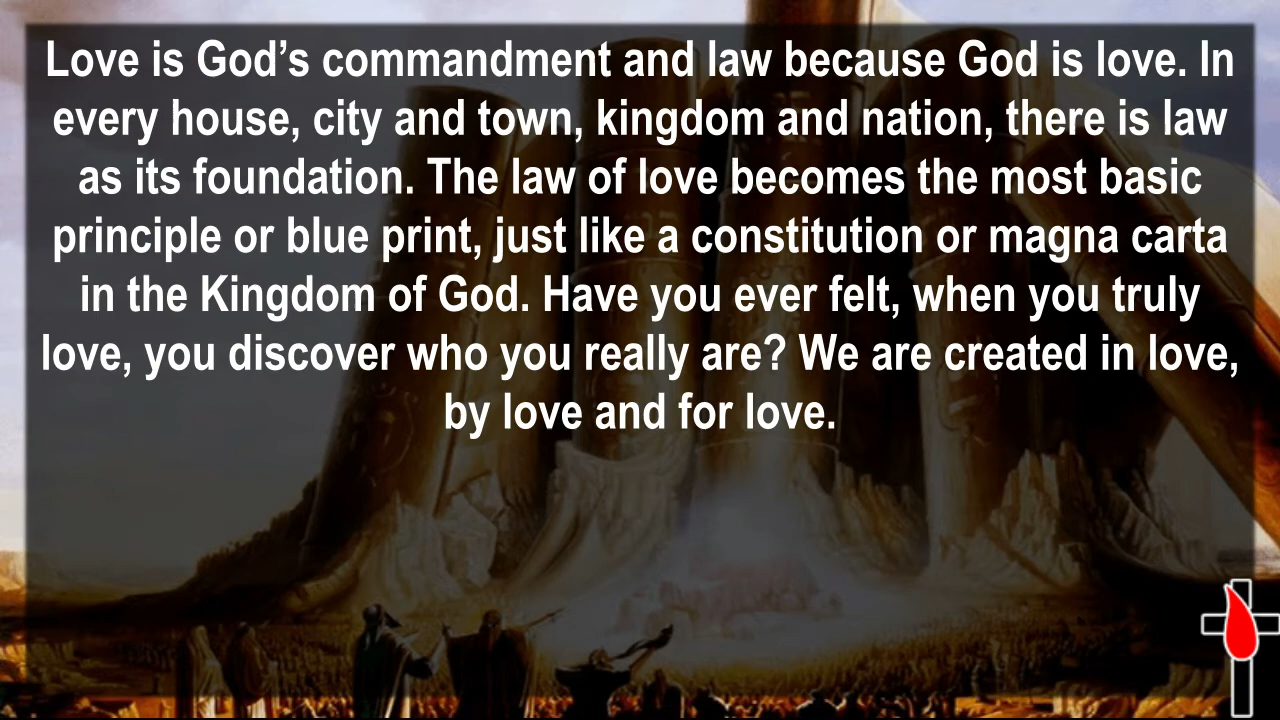 Love is God’s commandment and law because God is love. In
every house, city and town, kingdom and nation, there is law
as its foundation. The law of love becomes the most basic
principle or blue print, just like a constitution or magna carta
in the Kingdom of God. Have you ever felt, when you truly
love, you discover who you really are? We are created in love,
by love and for love.